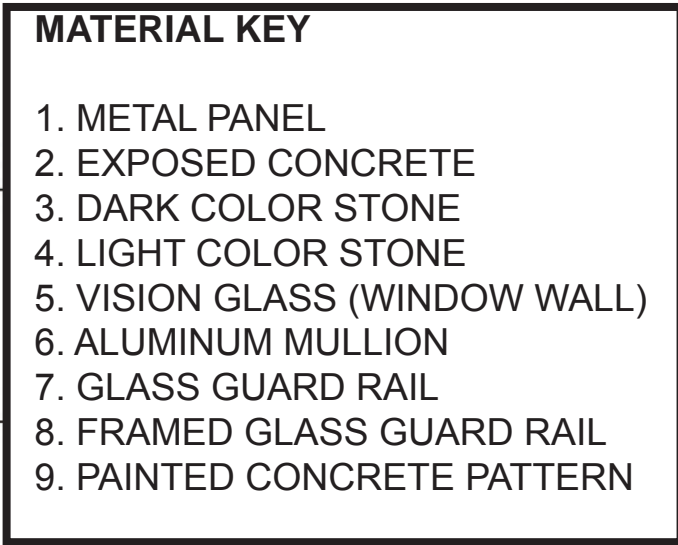 MATERIAL KEY
1. METAL PANEL
2. EXPOSED CONCRETE
3. DARK COLOR STONE
4. LIGHT COLOR STONE
5. VISION GLASS (WINDOW WALL)
6. ALUMINUM MULLION
7. GLASS GUARD RAIL
8. FRAMED GLASS GUARD RAIL
9. PAINTED CONCRETE PATTERN